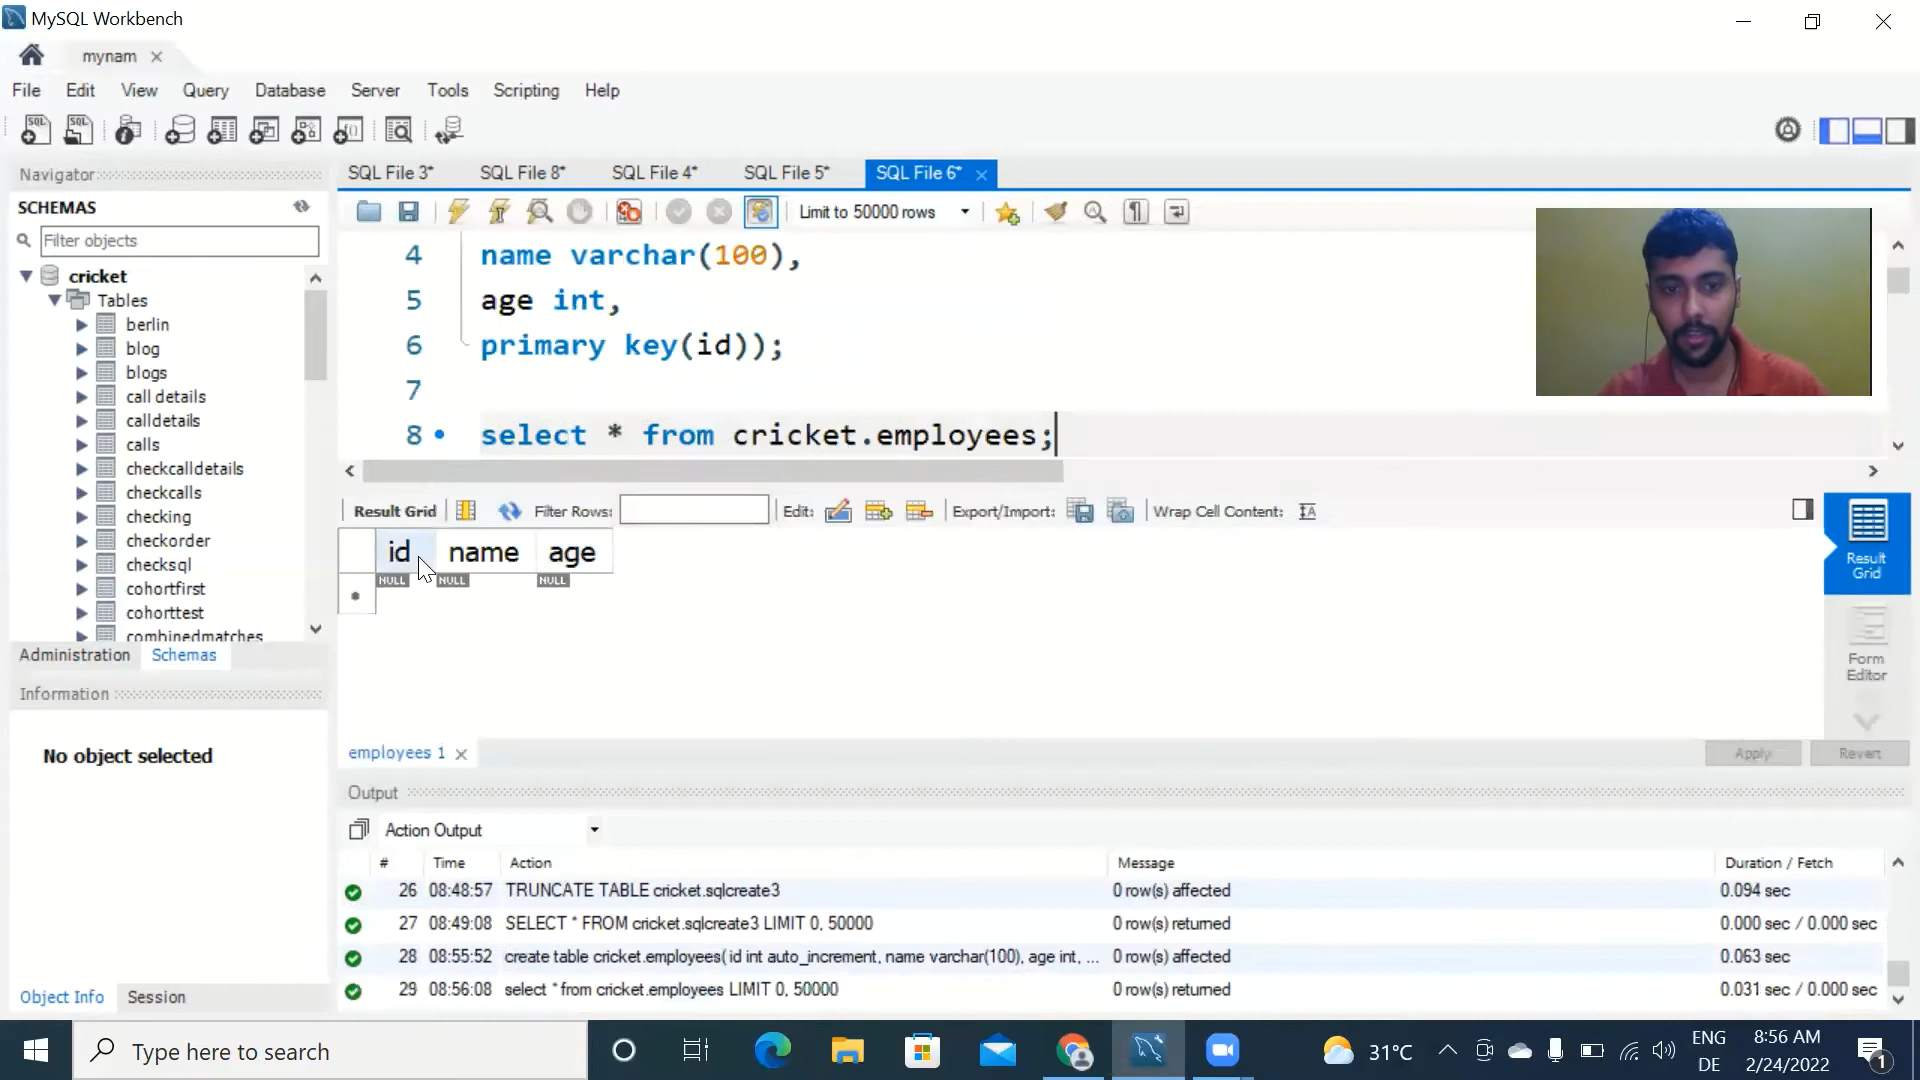 MySQL Workbench
mynam
File Edit View Query Database Server Tools Scripting Help
Navigator
SCHEMAS
Filter objects
cricket
Tables
berlin
blog
blogs
call details
calldetails
calls
checkcalldetails
checkcalls
checking
checkorder
checksql
cohortfirst
cohorttest
combinedmatches
Administration Schemas
Information
No object selected
Object Info Session
SQL File 3* SQL File 8* SQL File 4* SQL File 5* SQL File 6*
Limit to 50000 rows
4 name varchar(100),
5 age int,
6 primary key(id));
7
8 select * from cricket.employees;
Result Grid Filter Rows: Edit: Export/Import: Wrap Cell Content:
id name age
NULL NULL NULL
Result Grid
Form Editor
employees 1
Apply Revert
Output
Action Output
# Time Action Message Duration / Fetch
26 08:48:57 TRUNCATE TABLE cricket.sqlcreate3 0 row(s) affected 0.094 sec
27 08:49:08 SELECT * FROM cricket.sqlcreate3 LIMIT 0, 50000 0 row(s) returned 0.000 sec / 0.000 sec
28 08:55:52 create table cricket.employees( id int auto_increment, name varchar(100), age int, ... 0 row(s) affected 0.063 sec
29 08:56:08 select * from cricket.employees LIMIT 0, 50000 0 row(s) returned 0.031 sec / 0.000 sec
Type here to search
31°C
ENG
DE
8:56 AM
2/24/2022
1